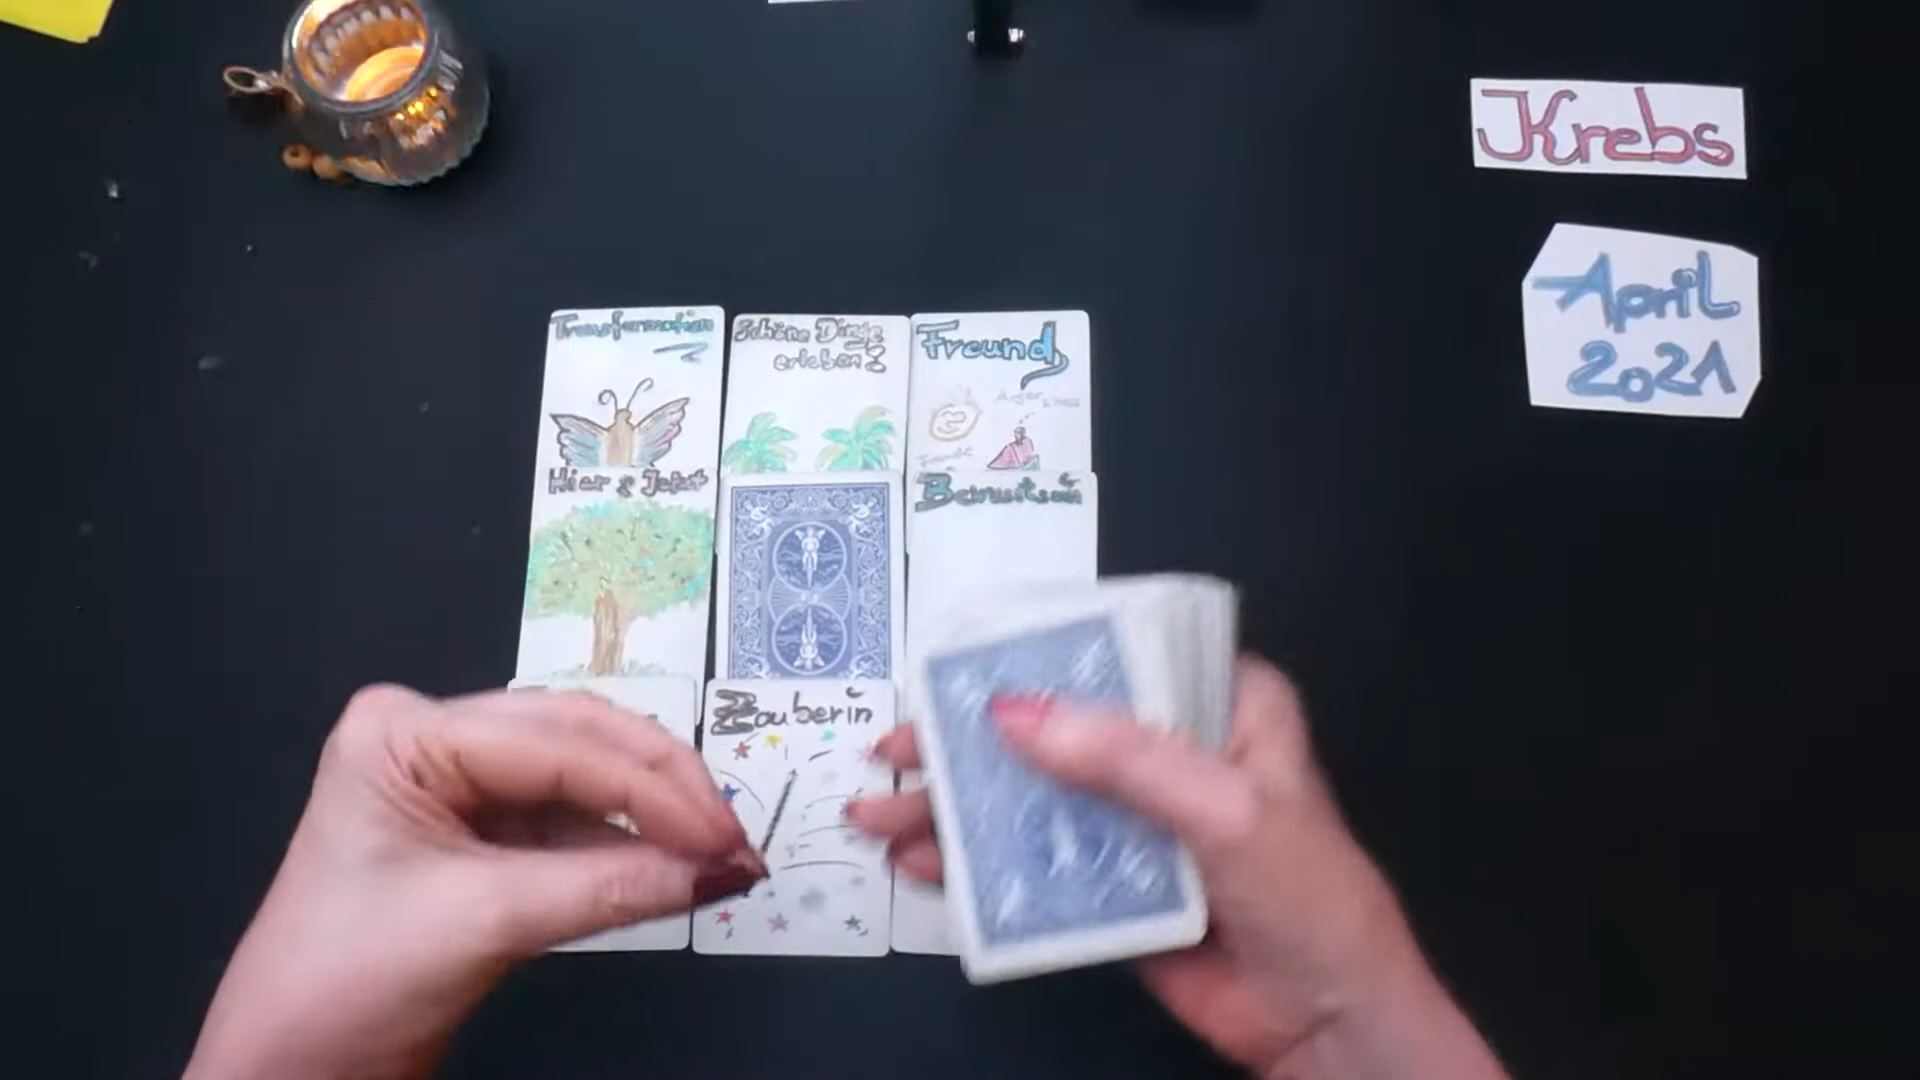 Krebs
April
2021
Transformation
Schöne Dinge
erleben!
Freund
Hier & Jetzt
Bewusstsein
Zauberin